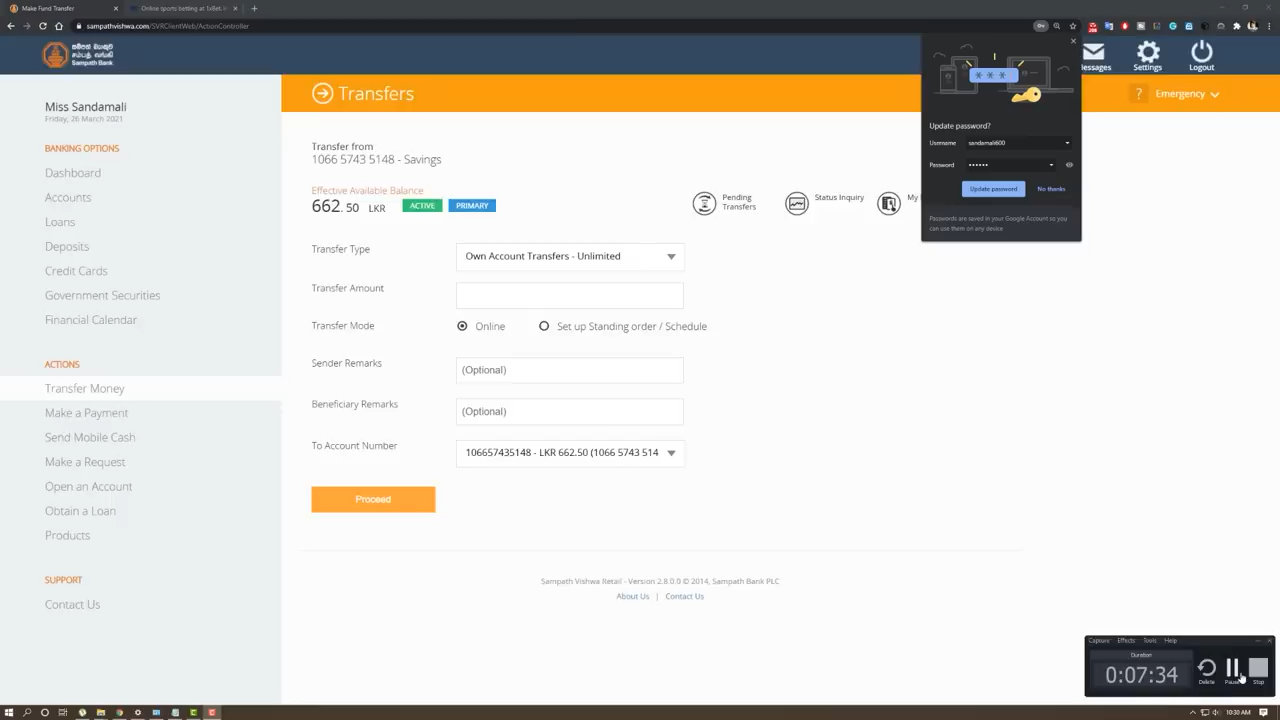 Make Fund Transfer
Online sports betting at 1xBet.
sampathvishwa.com/SVRClientWeb/ActionController
සම්පත් බැංකුව
Sampath Bank
Messages
Settings
Logout
Miss Sandamali
Friday, 26 March 2021
BANKING OPTIONS
Dashboard
Accounts
Loans
Deposits
Credit Cards
Government Securities
Financial Calendar
ACTIONS
Transfer Money
Make a Payment
Send Mobile Cash
Make a Request
Open an Account
Obtain a Loan
Products
SUPPORT
Contact Us
Transfers
? Emergency
Transfer from
1066 5743 5148 - Savings
Effective Available Balance
662. 50 LKR ACTIVE PRIMARY
Pending
Transfers
Status Inquiry
My
Transfer Type
Own Account Transfers - Unlimited
Transfer Amount
Transfer Mode
Online Set up Standing order / Schedule
Sender Remarks
(Optional)
Beneficiary Remarks
(Optional)
To Account Number
106657435148 - LKR 662.50 (1066 5743 514
Proceed
Sampath Vishwa Retail - Version 2.8.0.0 © 2014, Sampath Bank PLC
About Us | Contact Us
Update password?
Username sandamali600
Password ••••••
Update password No thanks
Passwords are saved in your Google Account so you
can use them on any device
Capture Effects Tools Help
Duration
0:07:34
Delete Pause Stop
10:30 AM